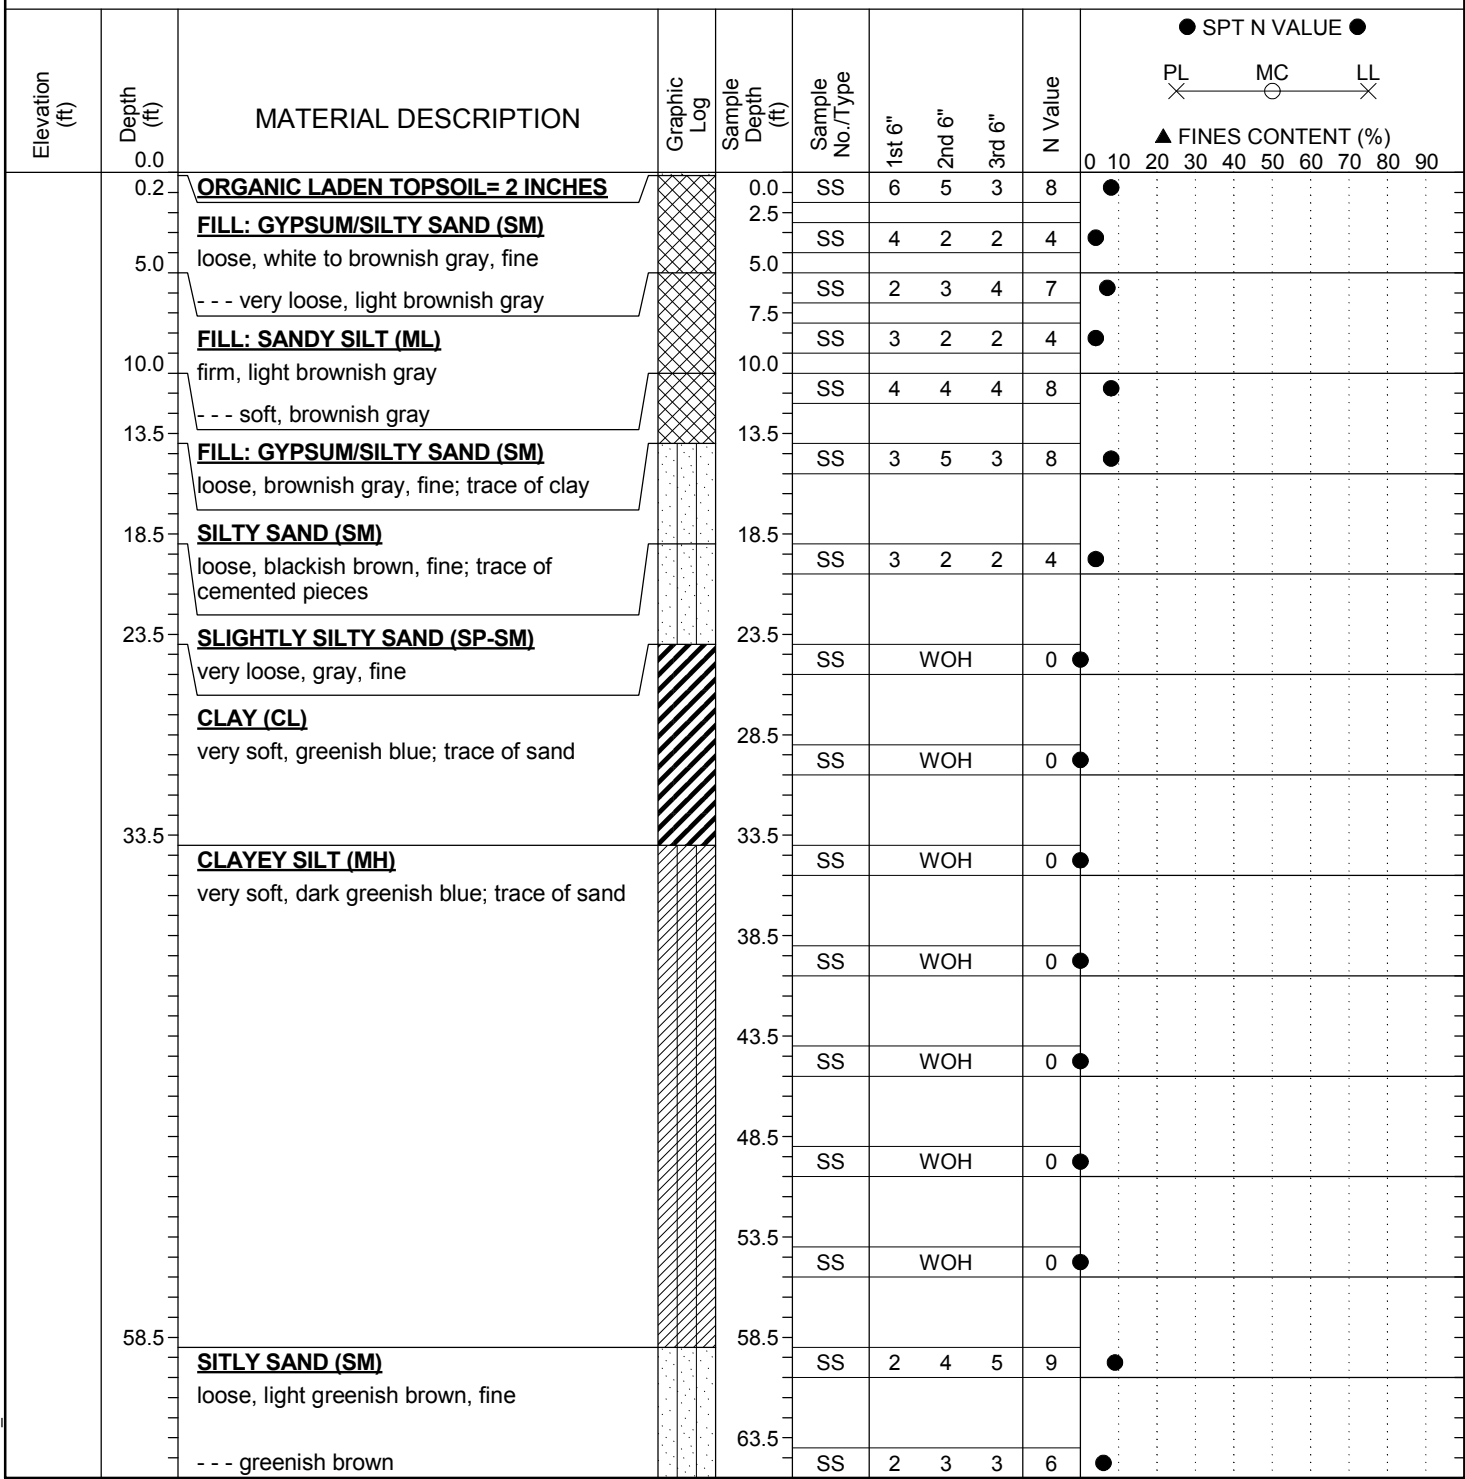 Elevation (ft)
Depth (ft)
0.0
MATERIAL DESCRIPTION
Graphic Log
Sample Depth (ft)
Sample No./Type
1st 6"
2nd 6"
3rd 6"
N Value
● SPT N VALUE ●
PL MC LL
▲ FINES CONTENT (%)
0 10 20 30 40 50 60 70 80 90
0.2 ORGANIC LADEN TOPSOIL= 2 INCHES 0.0 SS 6 5 3 8
2.5
FILL: GYPSUM/SILTY SAND (SM)
SS 4 2 2 4
loose, white to brownish gray, fine
5.0 5.0
- - - very loose, light brownish gray SS 2 3 4 7
7.5
FILL: SANDY SILT (ML) SS 3 2 2 4
10.0 10.0
firm, light brownish gray
SS 4 4 4 8
- - - soft, brownish gray
13.5 13.5
FILL: GYPSUM/SILTY SAND (SM) SS 3 5 3 8
loose, brownish gray, fine; trace of clay
18.5 SILTY SAND (SM) 18.5
loose, blackish brown, fine; trace of SS 3 2 2 4
cemented pieces
23.5 SLIGHTLY SILTY SAND (SP-SM) 23.5
very loose, gray, fine SS WOH 0
CLAY (CL)
28.5
very soft, greenish blue; trace of sand SS WOH 0
33.5 33.5
CLAYEY SILT (MH) SS WOH 0
very soft, dark greenish blue; trace of sand
38.5
SS WOH 0
43.5
SS WOH 0
48.5
SS WOH 0
53.5
SS WOH 0
58.5 58.5
SITLY SAND (SM) SS 2 4 5 9
loose, light greenish brown, fine
63.5
- - - greenish brown SS 2 3 3 6